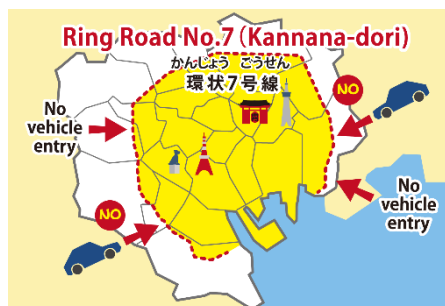 Ring Road No.7 (Kannana-dori)
かんじょう ごうせん
環状7号線
No
vehicle
entry
NO
NO
No
vehicle
entry